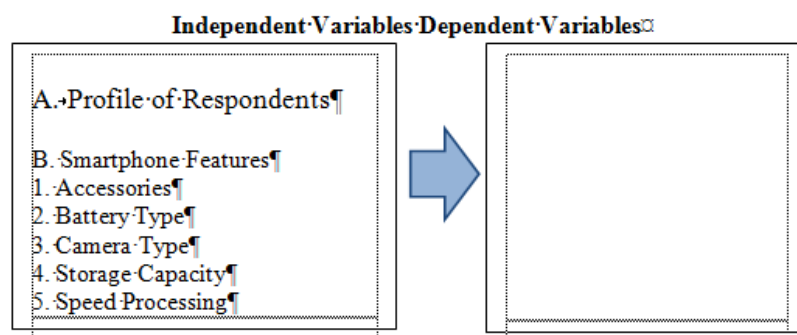 Independent Variables Dependent Variables
A. Profile of Respondents
B. Smartphone Features
1. Accessories
2. Battery Type
3. Camera Type
4. Storage Capacity
5. Speed Processing